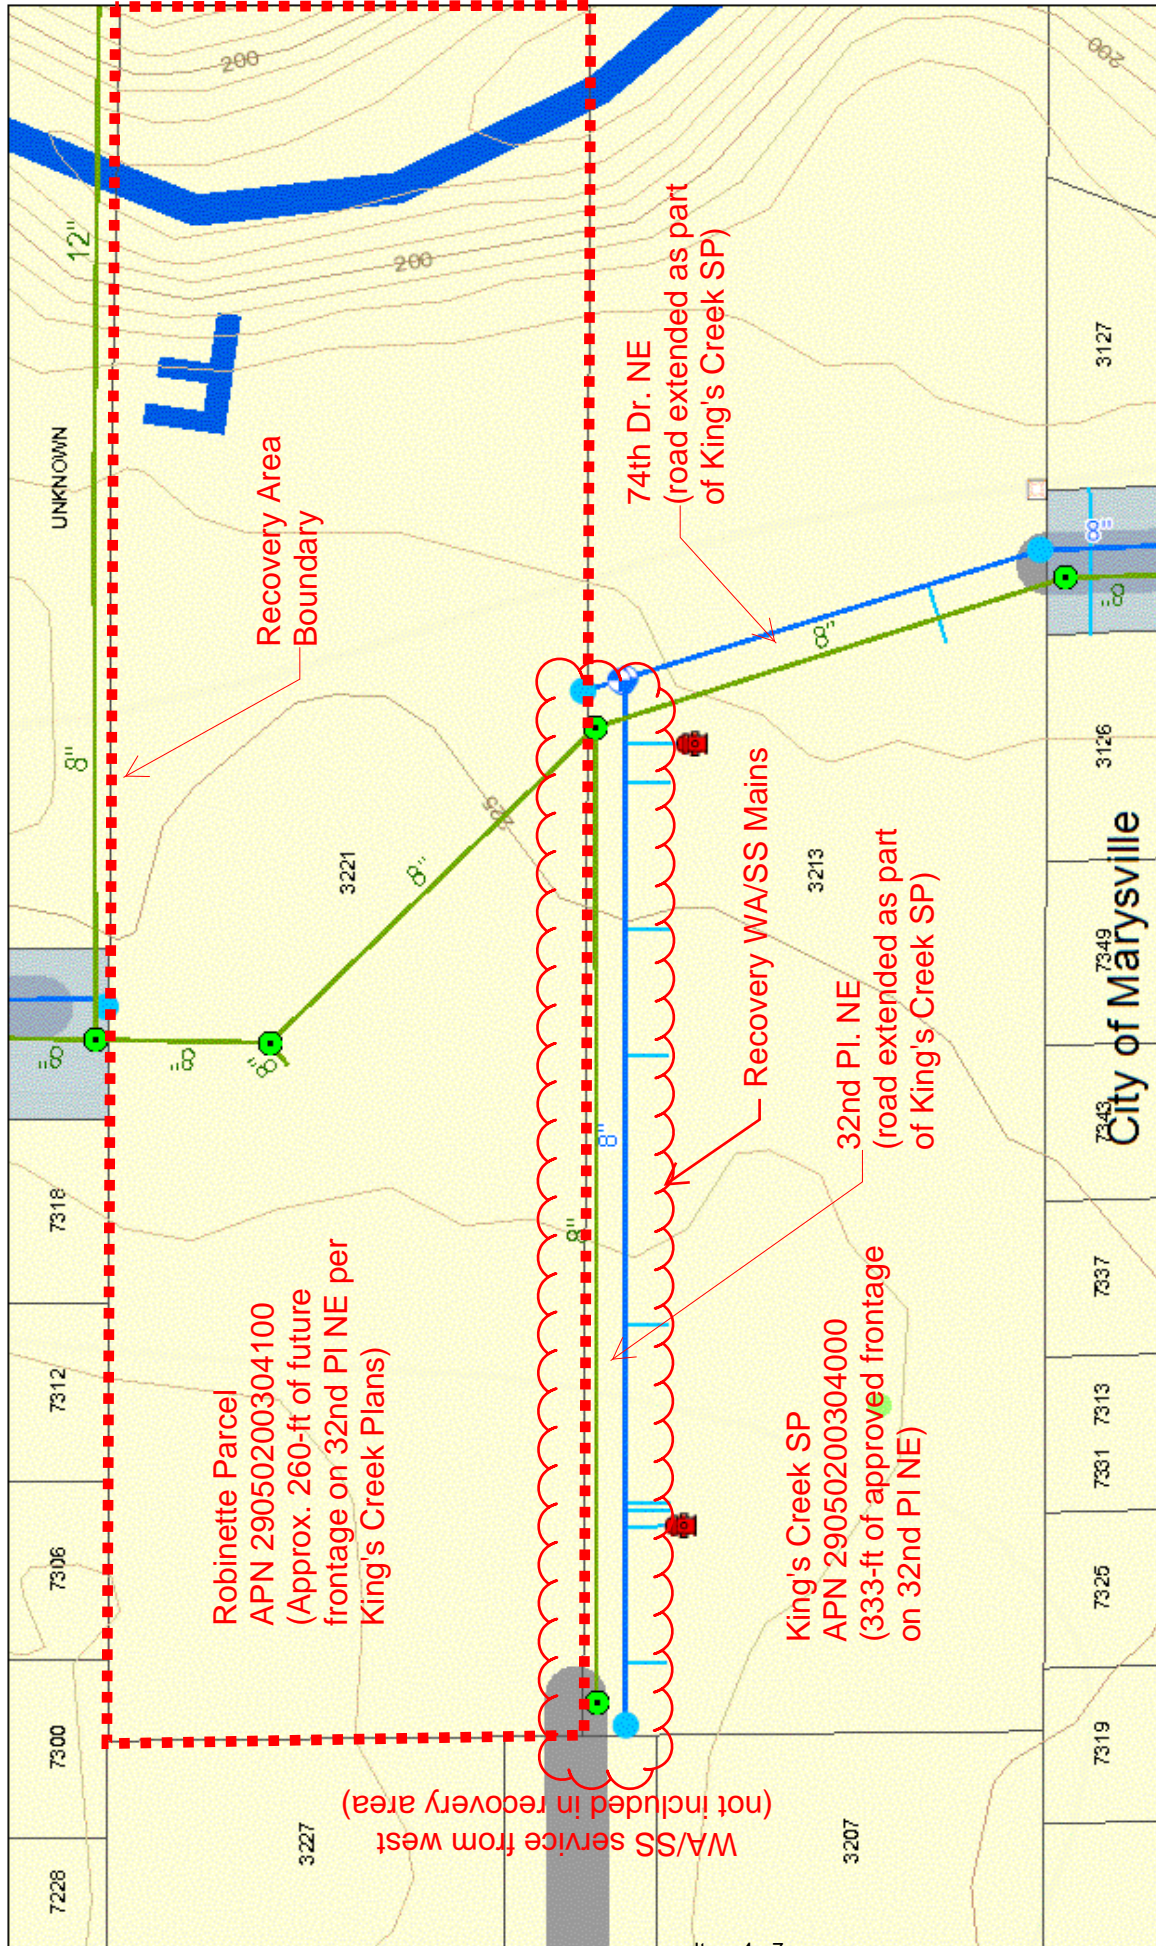 UNKNOWN
12"
8"
200
200
200
Recovery Area
Boundary
74th Dr. NE
(road extended as part
of King's Creek SP)
3127
8"
8"
8"
3126
Recovery WA/SS Mains
3221
225
8"
3213
8"
8"
8"
32nd Pl. NE
(road extended as part
of King's Creek SP)
7349
City of Marysville
7343
8"
8"
7318
7312
7306
7300
7228
Robinette Parcel
APN 29050200304100
(Approx. 260-ft of future
frontage on 32nd Pl NE per
King's Creek Plans)
King's Creek SP
APN 29050200304000
(333-ft of approved frontage
on 32nd Pl NE)
7337
7313
7331
7325
7319
WA/SS service from west
(not included in recovery area)
3227
3207